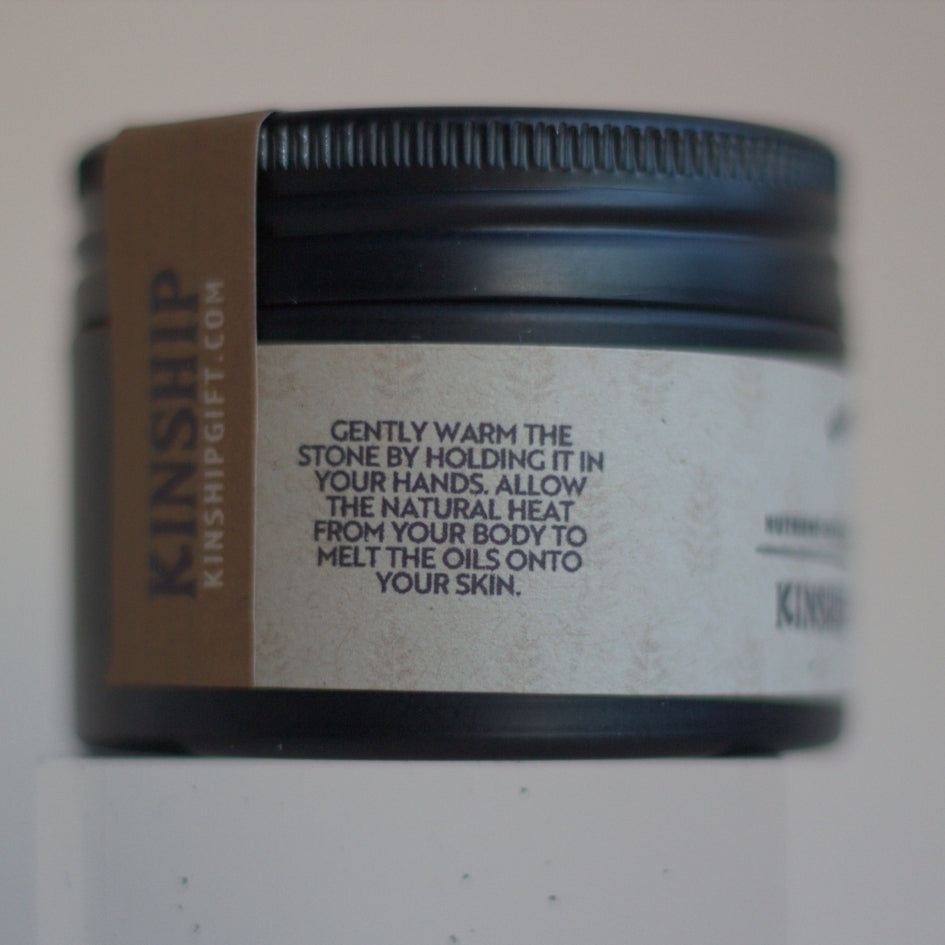 KINSHIP
KINSHIPGIFT.COM
GENTLY WARM THE
STONE BY HOLDING IT IN
YOUR HANDS. ALLOW
THE NATURAL HEAT
FROM YOUR BODY TO
MELT THE OILS ONTO
YOUR SKIN.